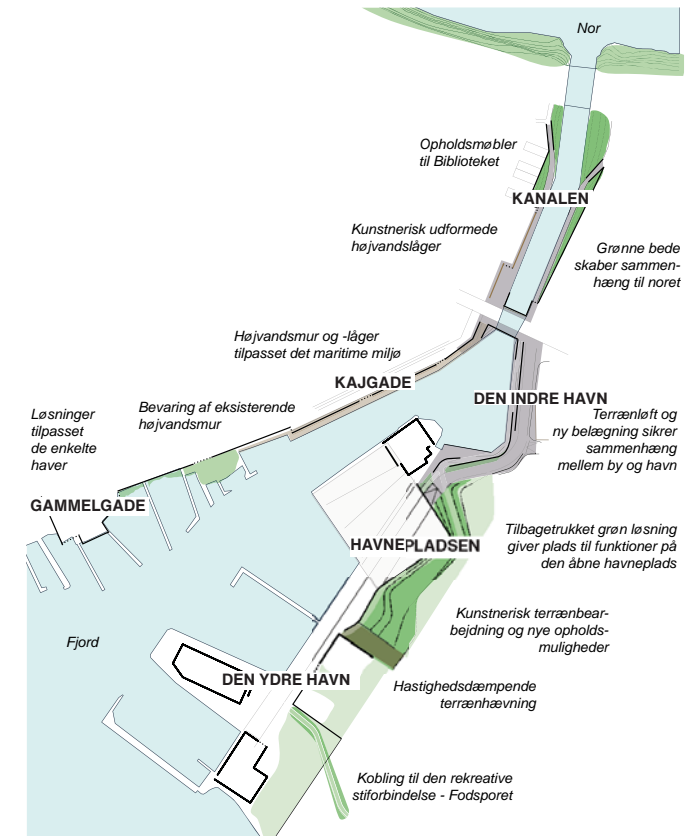 Nor
Opholdsmøbler
til Biblioteket
KANALEN
Kunstnerisk udformede
højvandslåger
Grønne bede
skaber sammen-
hæng til noret
Højvandsmur og -låger
tilpasset det maritime miljø
KAJGADE
DEN INDRE HAVN
Løsninger
tilpasset
de enkelte
haver
Bevaring af eksisterende
højvandsmur
Terrænløft og
ny belægning sikrer
sammenhæng
mellem by og havn
GAMMELGADE
HAVNEPLADSEN
Tilbagetrukket grøn løsning
giver plads til funktioner på
den åbne havneplads
Kunstnerisk terrænbear-
bejdning og nye opholds-
muligheder
Fjord
DEN YDRE HAVN
Hastighedsdæmpende
terrænhævning
Kobling til den rekreative
stiforbindelse - Fodsporet